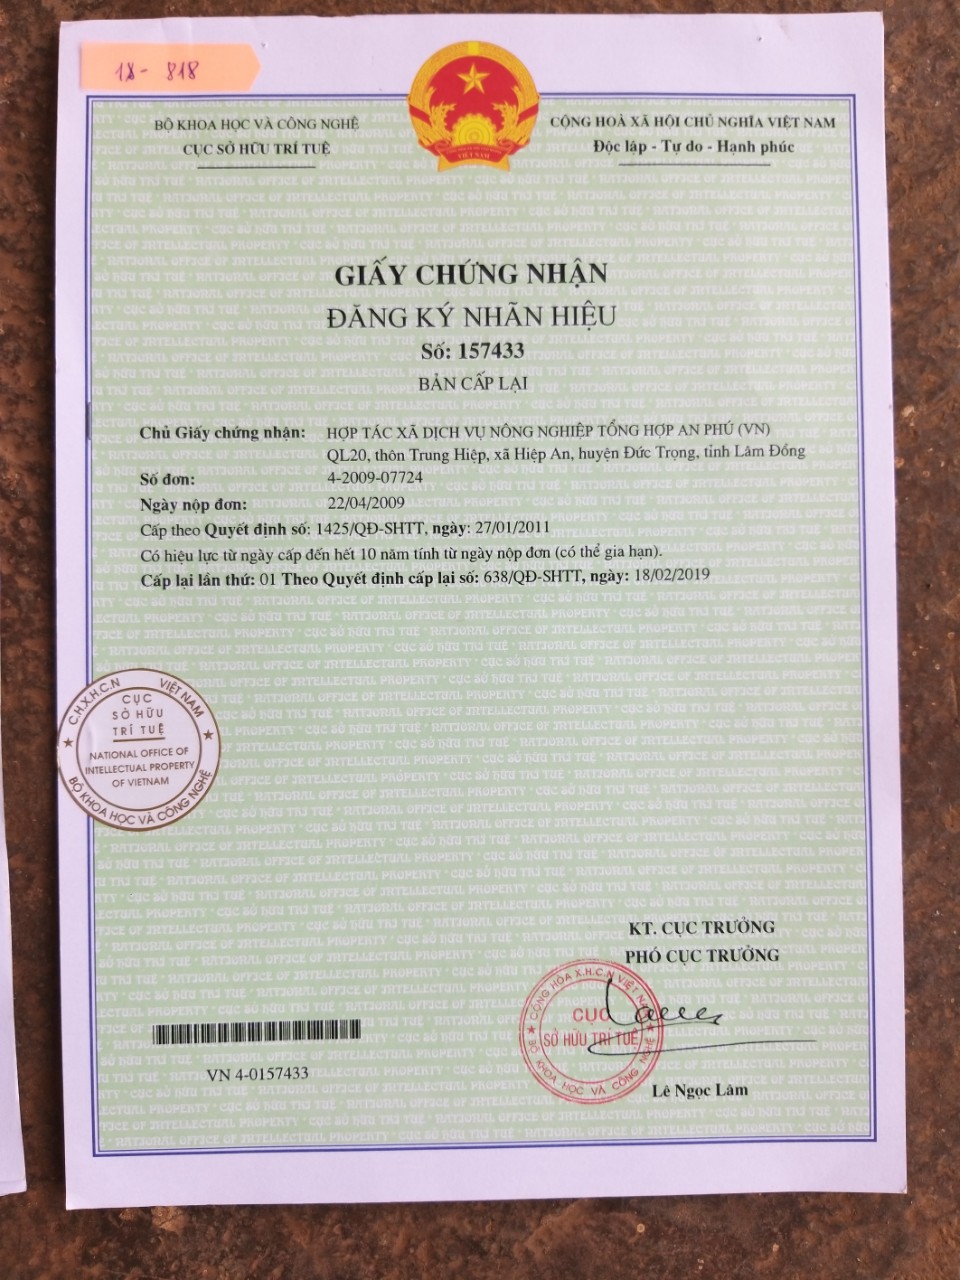 18- 818
BỘ KHOA HỌC VÀ CÔNG NGHỆ
CỤC SỞ HỮU TRÍ TUỆ
CỘNG HOÀ XÃ HỘI CHỦ NGHĨA VIỆT NAM
Độc lập - Tự do - Hạnh phúc
VIỆT NAM
GIẤY CHỨNG NHẬN
ĐĂNG KÝ NHÃN HIỆU
Số: 157433
BẢN CẤP LẠI
Chủ Giấy chứng nhận: HỢP TÁC XÃ DỊCH VỤ NÔNG NGHIỆP TỔNG HỢP AN PHÚ (VN)
QL20, thôn Trung Hiệp, xã Hiệp An, huyện Đức Trọng, tỉnh Lâm Đồng
Số đơn: 4-2009-07724
Ngày nộp đơn: 22/04/2009
Cấp theo Quyết định số: 1425/QĐ-SHTT, ngày: 27/01/2011
Có hiệu lực từ ngày cấp đến hết 10 năm tính từ ngày nộp đơn (có thể gia hạn).
Cấp lại lần thứ: 01 Theo Quyết định cấp lại số: 638/QĐ-SHTT, ngày: 18/02/2019
C.H.X.H.C.N VIỆT NAM
CỤC
SỞ HỮU
TRÍ TUỆ
NATIONAL OFFICE OF
INTELLECTUAL PROPERTY
OF VIETNAM
BỘ KHOA HỌC VÀ CÔNG NGHỆ
KT. CỤC TRƯỞNG
PHÓ CỤC TRƯỞNG
CỘNG HÒA X.H.C.N VIỆT NAM
CỤC
SỞ HỮU TRÍ TUỆ
BỘ KHOA HỌC VÀ CÔNG NGHỆ
VN 4-0157433
Lê Ngọc Lâm